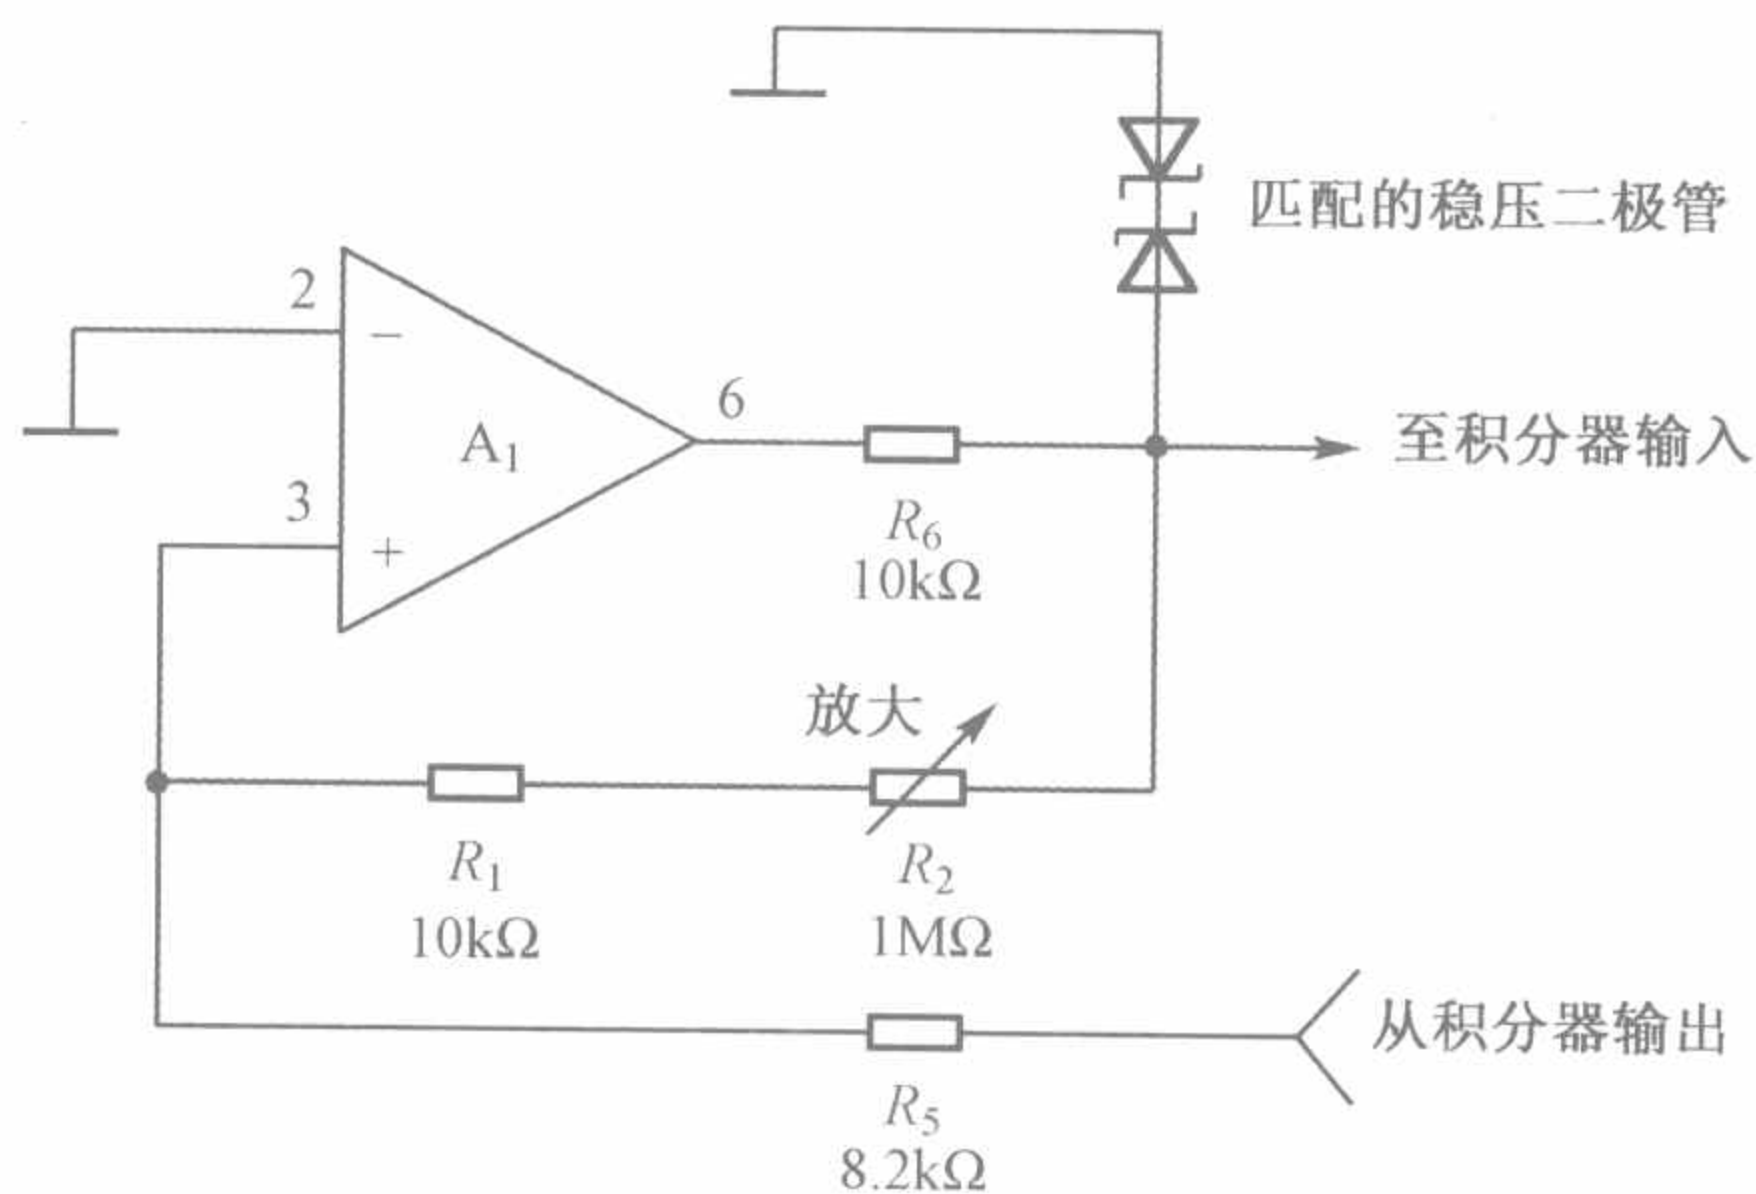 匹配的稳压二极管
2
−
6
A₁
至积分器输入
3
+
R₆
10kΩ
放大
R₁
10kΩ
R₂
1MΩ
从积分器输出
R₅
8.2kΩ